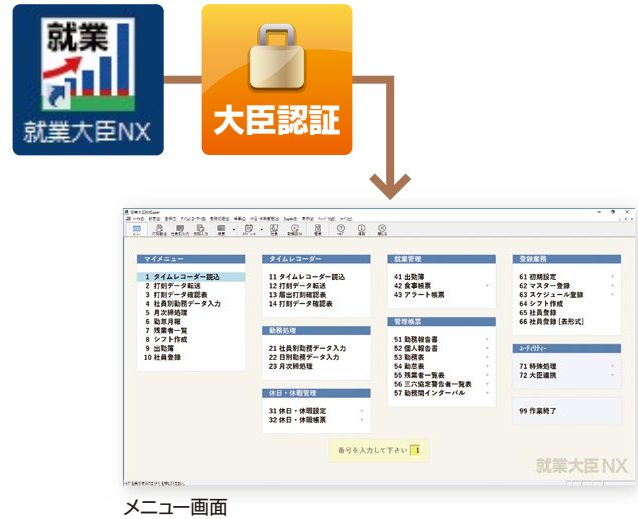 就業
就業大臣NX
大臣認証
マイメニュー
1 タイムレコーダー読込
2 打刻データ転送
3 打刻データ確認表
4 社員別勤務データ入力
5 月次締処理
6 勤怠月報
7 残業者一覧
8 シフト作成
9 出勤簿
10 社員登録
タイムレコーダー
11 タイムレコーダー読込
12 打刻データ転送
13 届出打刻確認表
14 打刻データ確認表
勤務処理
21 社員別勤務データ入力
22 日別勤務データ入力
23 月次締処理
休日・休暇管理
31 休日・休暇設定
32 休日・休暇帳票
就業管理
41 出勤簿
42 食事帳票
43 アラート帳票
管理帳票
51 勤務報告書
52 個人報告書
53 勤務表
54 勤怠表
55 残業者一覧表
56 三六協定警告者一覧表
57 勤務間インターバル
登録業務
61 初期設定
62 マスター登録
63 スケジュール登録
64 シフト作成
65 社員登録
66 社員登録 [表形式]
ユーティリティー
71 特殊処理
72 大臣連携
99 作業終了
番号を入力して下さい 1
就業大臣NX
メニュー画面